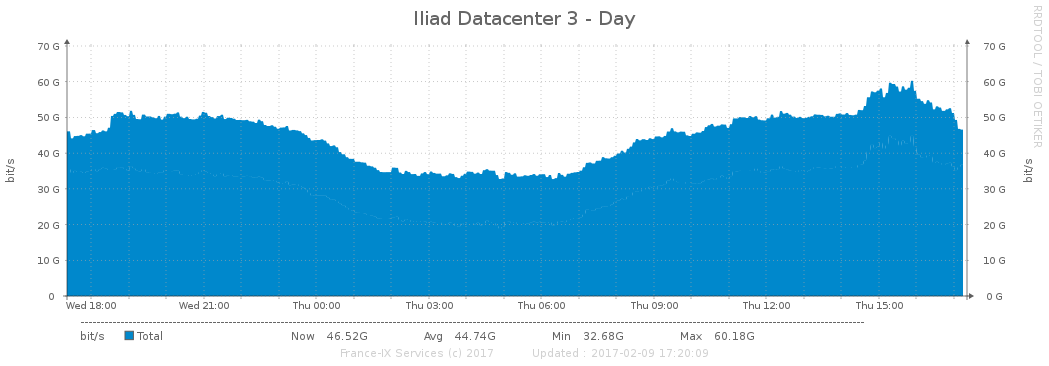 Iliad Datacenter 3 - Day
RRDTOOL / TOBI OETIKER
bit/s
70 G
60 G
50 G
40 G
30 G
20 G
10 G
0
70 G
60 G
50 G
40 G
30 G
20 G
10 G
0 G
bit/s
Wed 18:00 Wed 21:00 Thu 00:00 Thu 03:00 Thu 06:00 Thu 09:00 Thu 12:00 Thu 15:00
bit/s Total Now 46.52G Avg 44.74G Min 32.68G Max 60.18G
France-IX Services (c) 2017 Updated : 2017-02-09 17:20:09